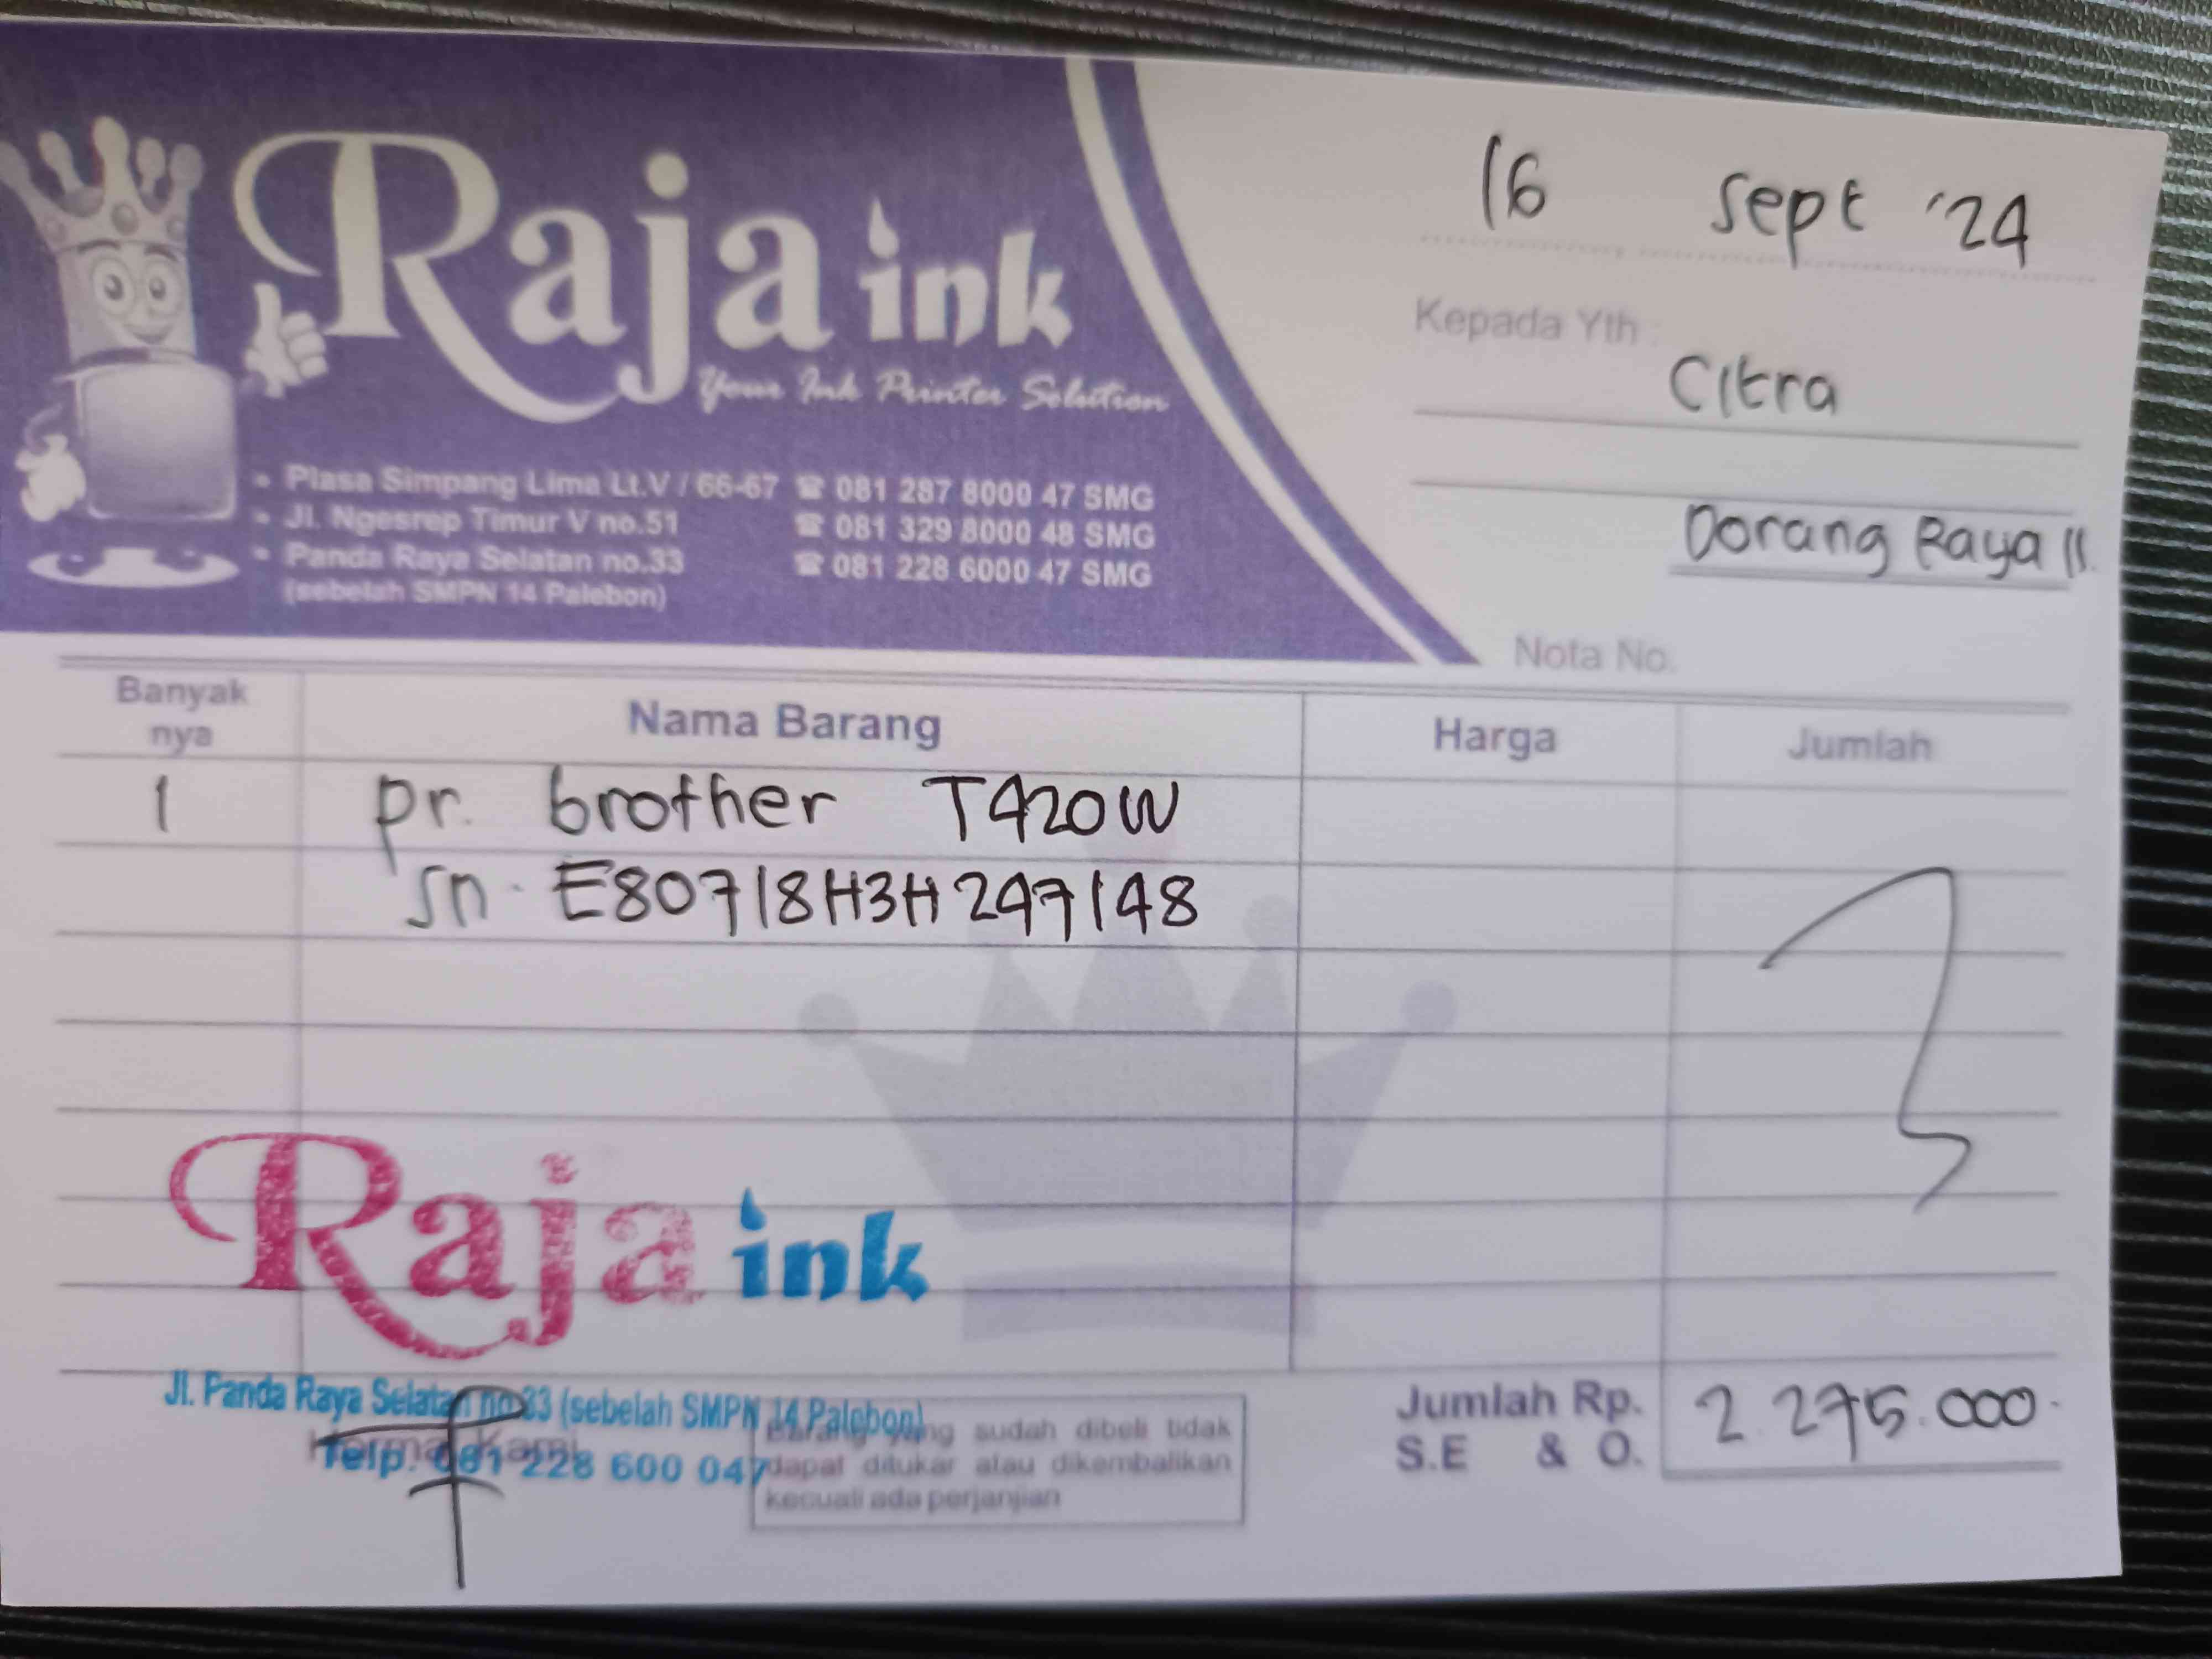 Raja ink
Your Ink Printer Solution
• Plasa Simpang Lima Lt.V / 66-67 ☎ 081 287 8000 47 SMG
• Jl. Ngesrep Timur V no.51 ☎ 081 329 8000 48 SMG
• Panda Raya Selatan no.33 ☎ 081 228 6000 47 SMG
(sebelah SMPN 14 Palebon)
16 Sept '24
Kepada Yth :
Citra
Dorang Raya 11.
Nota No.
Banyak nya Nama Barang Harga Jumlah
1 pr. brother T420W
sn. E80718H3H247148
Raja ink
Jl. Panda Raya Selatan no.33 (sebelah SMPN 14 Palebon)
Telp. 081 228 600 047
Hormat Kami
Barang yang sudah dibeli tidak
dapat ditukar atau dikembalikan
kecuali ada perjanjian
Jumlah Rp. 2.275.000.
S.E & O.